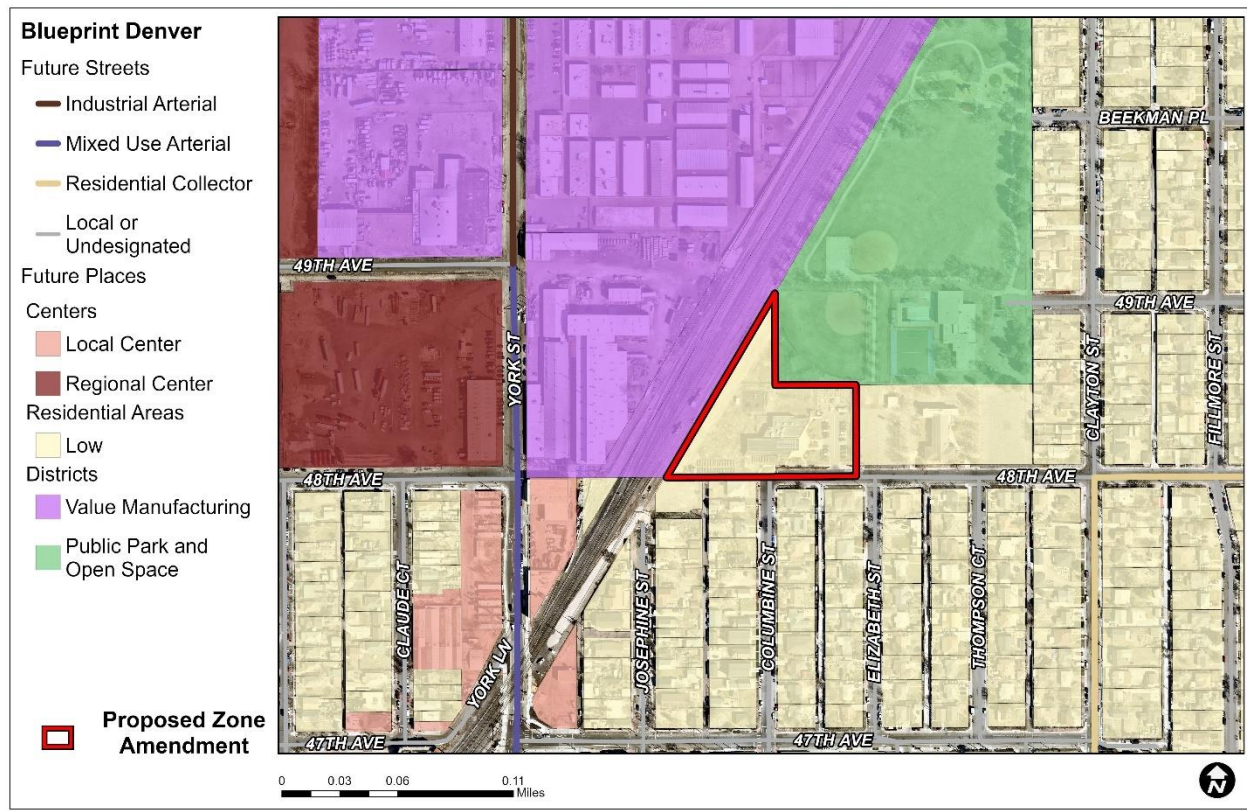 Blueprint Denver
Future Streets
Industrial Arterial
Mixed Use Arterial
Residential Collector
Local or
Undesignated
Future Places
Centers
Local Center
Regional Center
Residential Areas
Low
Districts
Value Manufacturing
Public Park and
Open Space
Proposed Zone
Amendment
BEEKMAN PL
49TH AVE
49TH AVE
YORK ST
CLAYTON ST
FILLMORE ST
48TH AVE
48TH AVE
CLAUDE CT
YORK LN
JOSEPHINE ST
COLUMBINE ST
ELIZABETH ST
THOMPSON CT
47TH AVE
47TH AVE
0 0.03 0.06 0.11
Miles
N